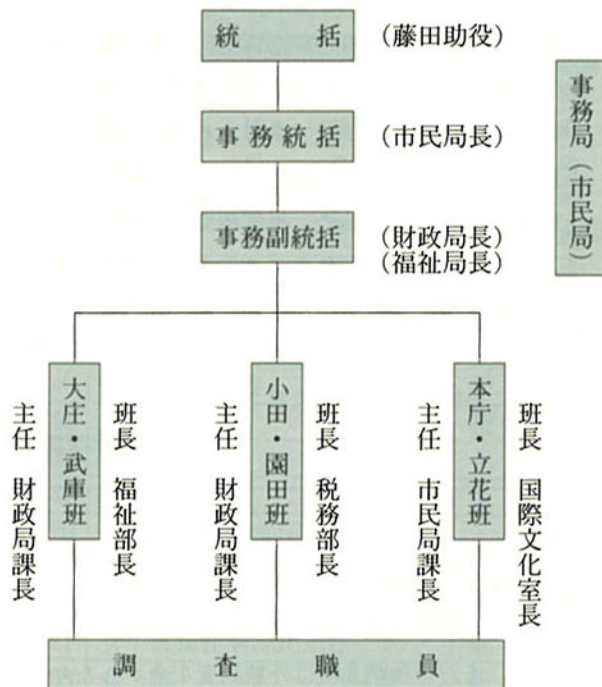 統括
(藤田助役)
事務統括
(市民局長)
事務副統括
(財政局長)
(福祉局長)
事務局(市民局)
本庁・立花班
班長 国際文化室長
主任 市民局課長
小田・園田班
班長 税務部長
主任 財政局課長
大庄・武庫班
班長 福祉部長
主任 財政局課長
調査職員